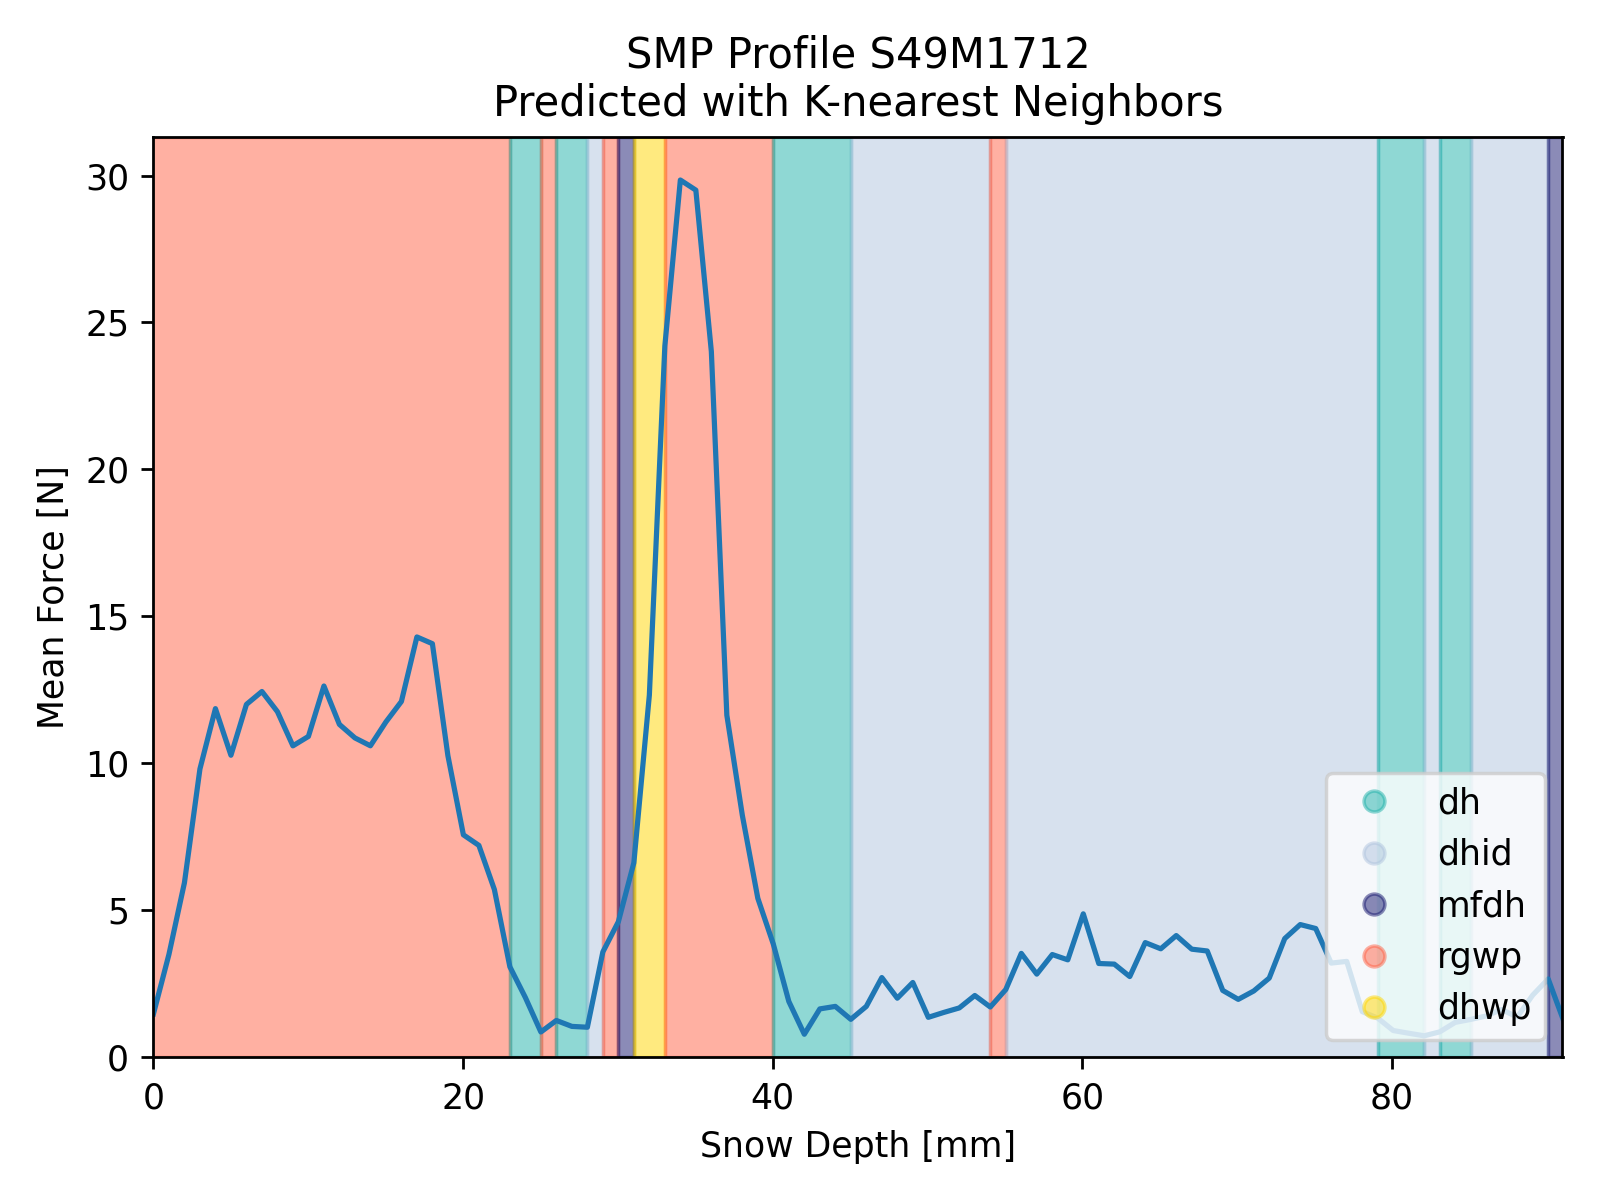 SMP Profile S49M1712
Predicted with K-nearest Neighbors
Mean Force [N]
30
25
20
15
10
5
0
dh
dhid
mfdh
rgwp
dhwp
0 20 40 60 80
Snow Depth [mm]